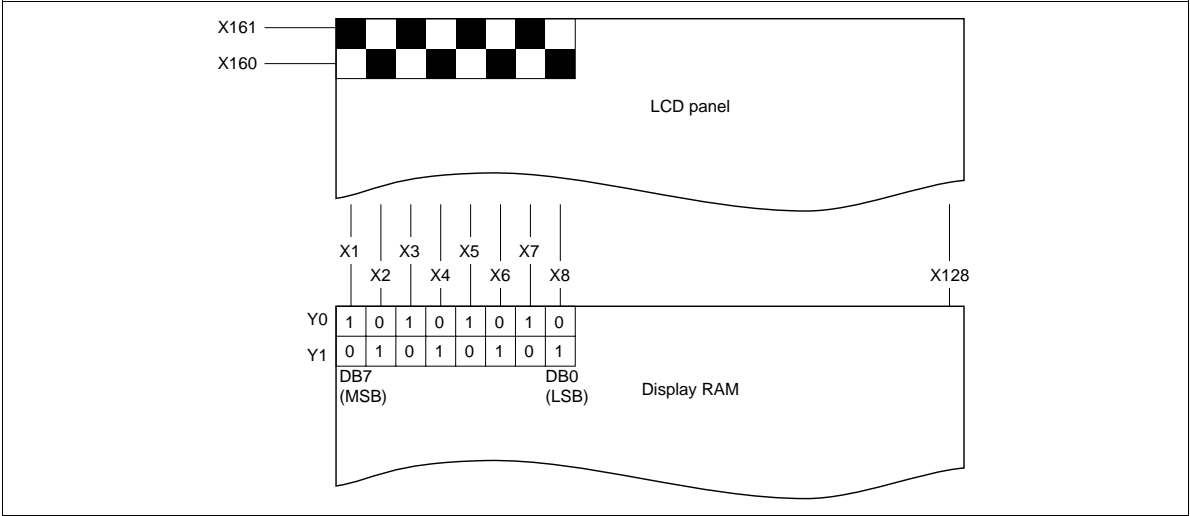 X161
X160
LCD panel
X1 X3 X5 X7
X2 X4 X6 X8 X128
Y0 1 0 1 0 1 0 1 0
Y1 0 1 0 1 0 1 0 1
DB7 DB0
(MSB) (LSB)
Display RAM